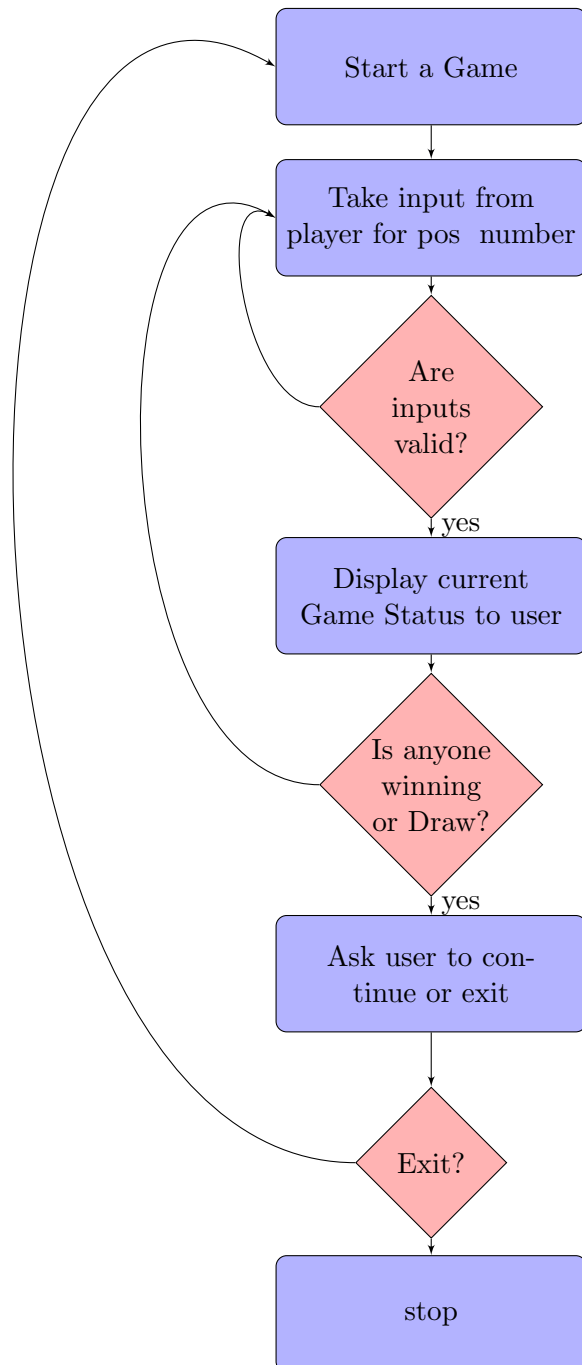 Start a Game
Take input from
player for pos number
Are
inputs
valid?
yes
Display current
Game Status to user
Is anyone
winning
or Draw?
yes
Ask user to con-
tinue or exit
Exit?
stop